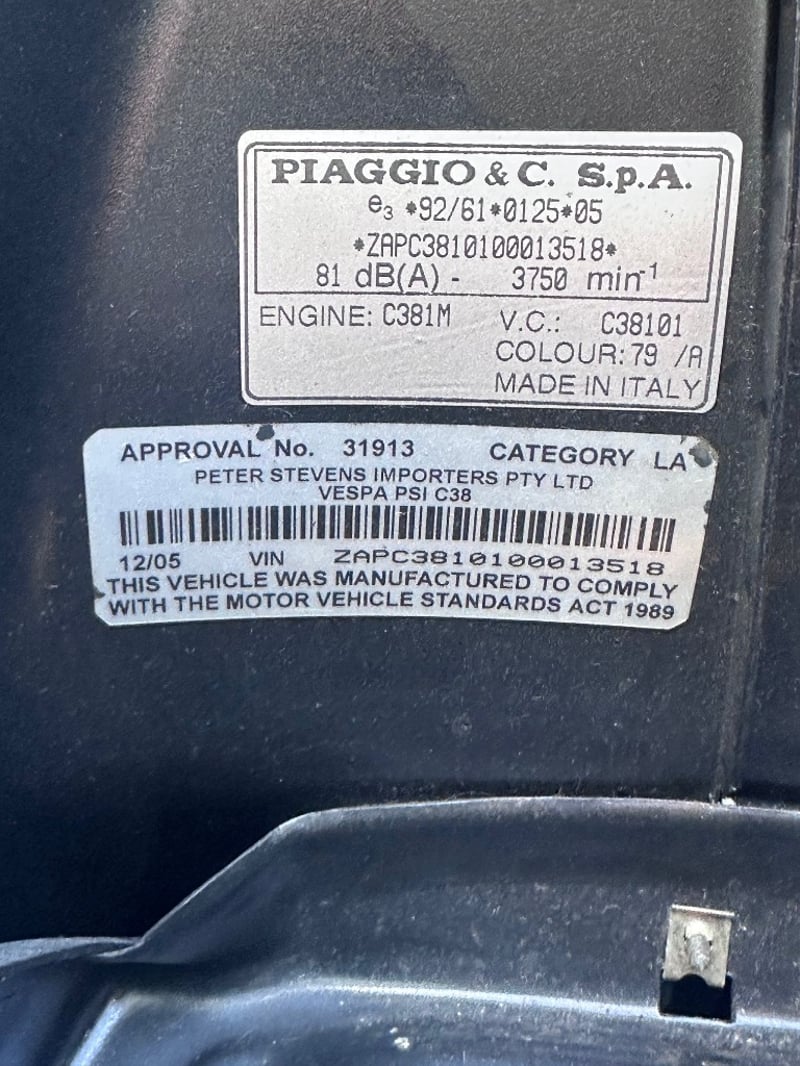 PIAGGIO & C. S.p.A.
e3 *92/61*0125*05
*ZAPC3810100013518*
81 dB(A) - 3750 min-1
ENGINE: C381M V.C.: C38101
COLOUR: 79 /A
MADE IN ITALY
APPROVAL No. 31913 CATEGORY LA
PETER STEVENS IMPORTERS PTY LTD
VESPA PSI C38
12/05 VIN ZAPC3810100013518
THIS VEHICLE WAS MANUFACTURED TO COMPLY
WITH THE MOTOR VEHICLE STANDARDS ACT 1989